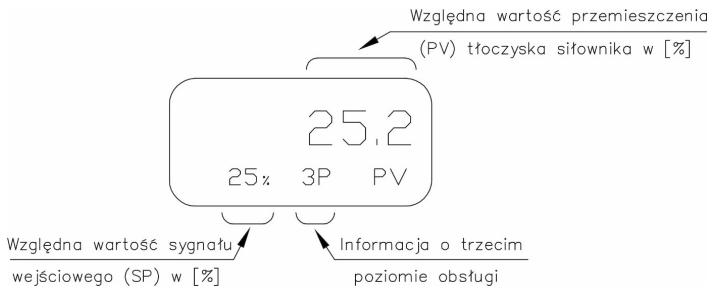 Względna wartość przemieszczenia
(PV) tłoczyska siłownika w [%]
25.2
25% 3P PV
Względna wartość sygnału
wejściowego (SP) w [%]
Informacja o trzecim
poziomie obsługi